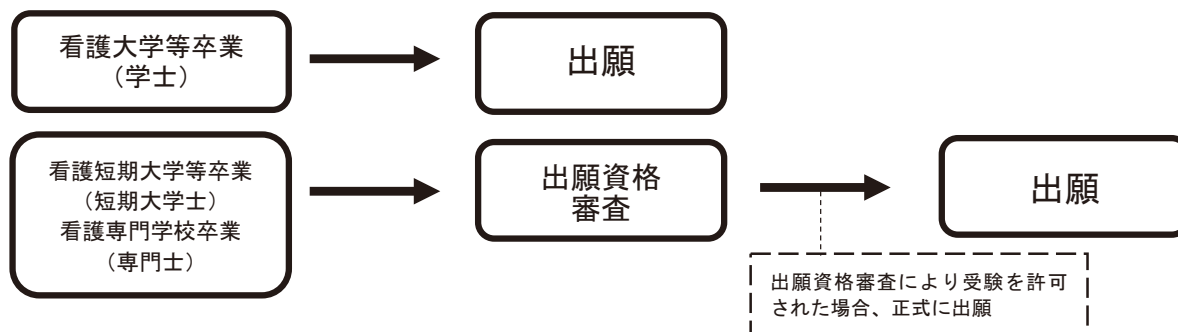 看護大学等卒業
（学士）
出願
看護短期大学等卒業
（短期大学士）
看護専門学校卒業
（専門士）
出願資格
審査
出願
出願資格審査により受験を許可
された場合、正式に出願